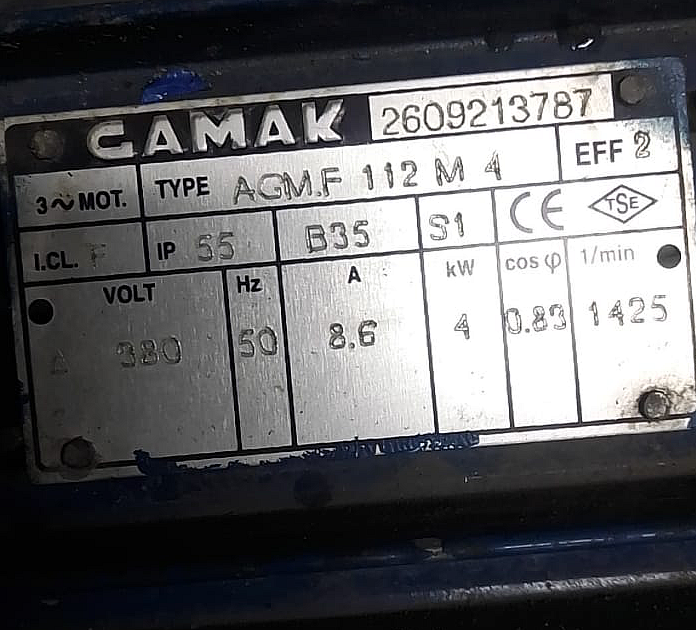 GAMAK 2609213787
3~MOT. TYPE AGM.F 112 M 4 EFF 2
I.CL. F IP 55 B35 S1 CE TSE
VOLT Hz A kW cos φ 1/min
Δ 380 50 8.6 4 0.83 1425